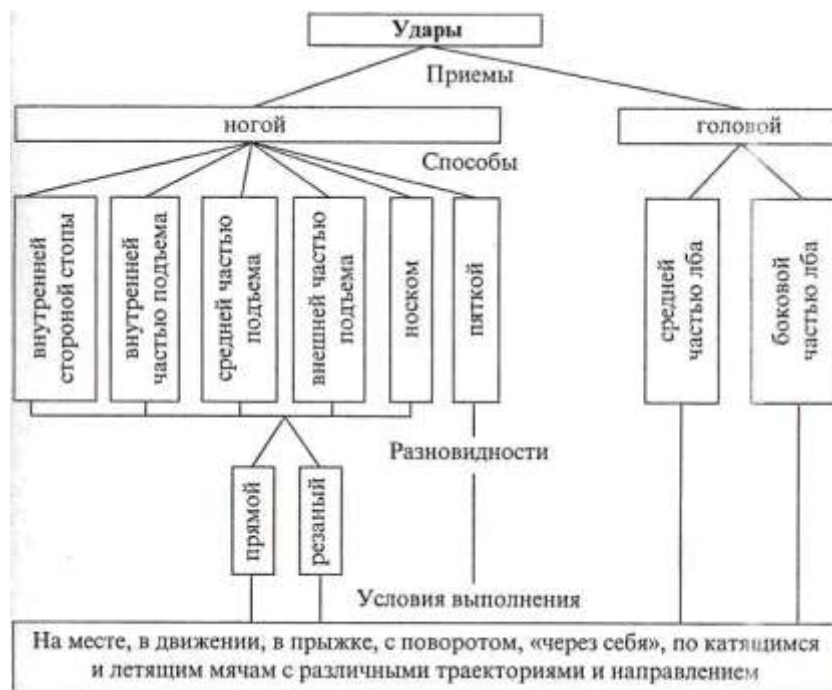 Удары
Приемы
ногой
головой
Способы
внутренней
стороной стопы
внутренней
частью подъема
средней частью
подъема
внешней частью
подъема
носком
пяткой
средней
частью лба
боковой
частью лба
Разновидности
прямой
резаный
Условия выполнения
На месте, в движении, в прыжке, с поворотом, «через себя», по катящимся
и летящим мячам с различными траекториями и направлением